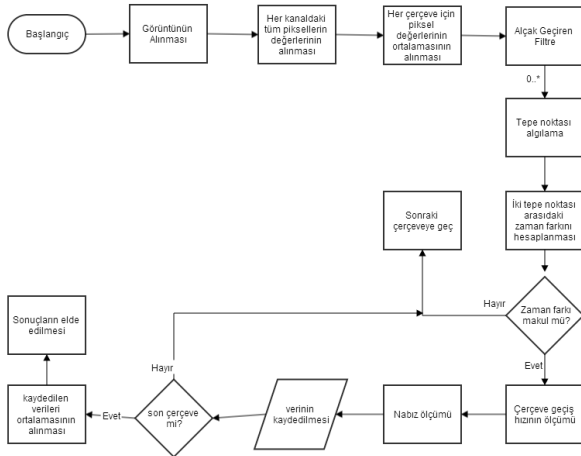 Başlangıç
Görüntünün
Alınması
Her kanaldaki
tüm piksellerin
değerlerinin
alınması
Her çerçeve için
piksel
değerlerinin
ortalamasının
alınması
Alçak Geçiren
Filtre
0..*
Tepe noktası
algılama
İki tepe noktası
arasıdaki
zaman farkını
hesaplanması
Sonraki
çerçeveye geç
Hayır
Zaman farkı
makul mü?
Evet
Çerçeve geçiş
hızının ölçümü
Nabız ölçümü
verinin
kaydedilmesi
Hayır
son çerçeve
mi?
Evet
kaydedilen
verileri
ortalamasının
alınması
Sonuçların elde
edilmesi